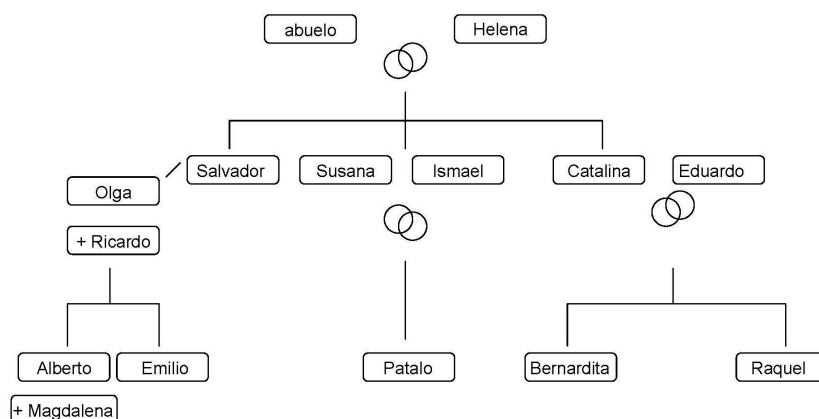 abuelo
Helena
Salvador
Susana
Ismael
Catalina
Eduardo
Olga
+ Ricardo
Alberto
Emilio
Patalo
Bernardita
Raquel
+ Magdalena